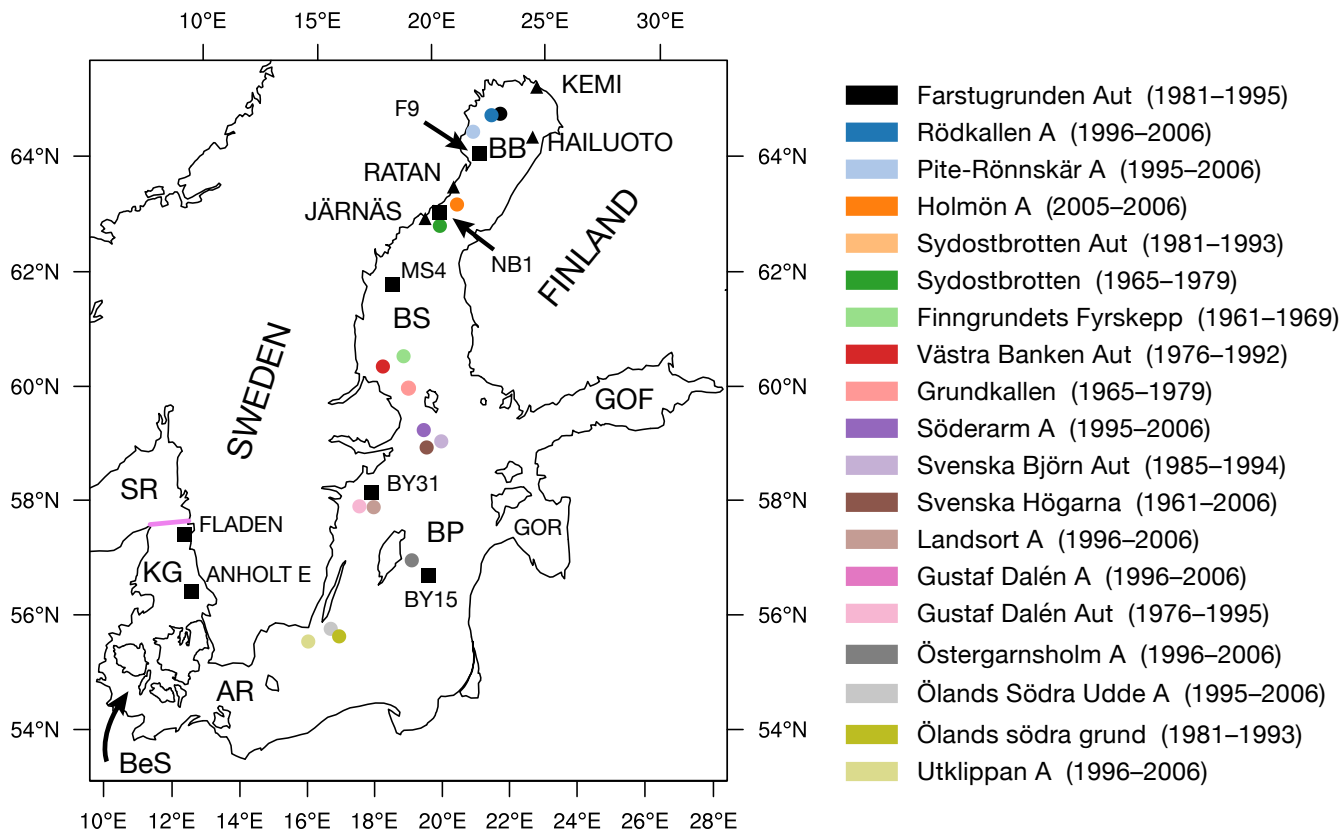 10°E 15°E 20°E 25°E 30°E
KEMI
F9
BB
HAILUOTO
64°N 64°N
RATAN
JÄRNÄS
NB1
FINLAND
62°N 62°N
MS4
BS
SWEDEN
60°N 60°N
GOF
SR
BY31
58°N 58°N
FLADEN
BP
GOR
KG
ANHOLT E
BY15
56°N 56°N
AR
54°N 54°N
BeS
10°E 12°E 14°E 16°E 18°E 20°E 22°E 24°E 26°E 28°E
Farstugrunden Aut (1981–1995)
Rödkallen A (1996–2006)
Pite-Rönnskär A (1995–2006)
Holmön A (2005–2006)
Sydostbrotten Aut (1981–1993)
Sydostbrotten (1965–1979)
Finngrundets Fyrskepp (1961–1969)
Västra Banken Aut (1976–1992)
Grundkallen (1965–1979)
Söderarm A (1995–2006)
Svenska Björn Aut (1985–1994)
Svenska Högarna (1961–2006)
Landsort A (1996–2006)
Gustaf Dalén A (1996–2006)
Gustaf Dalén Aut (1976–1995)
Östergarnsholm A (1996–2006)
Ölands Södra Udde A (1995–2006)
Ölands södra grund (1981–1993)
Utklippan A (1996–2006)